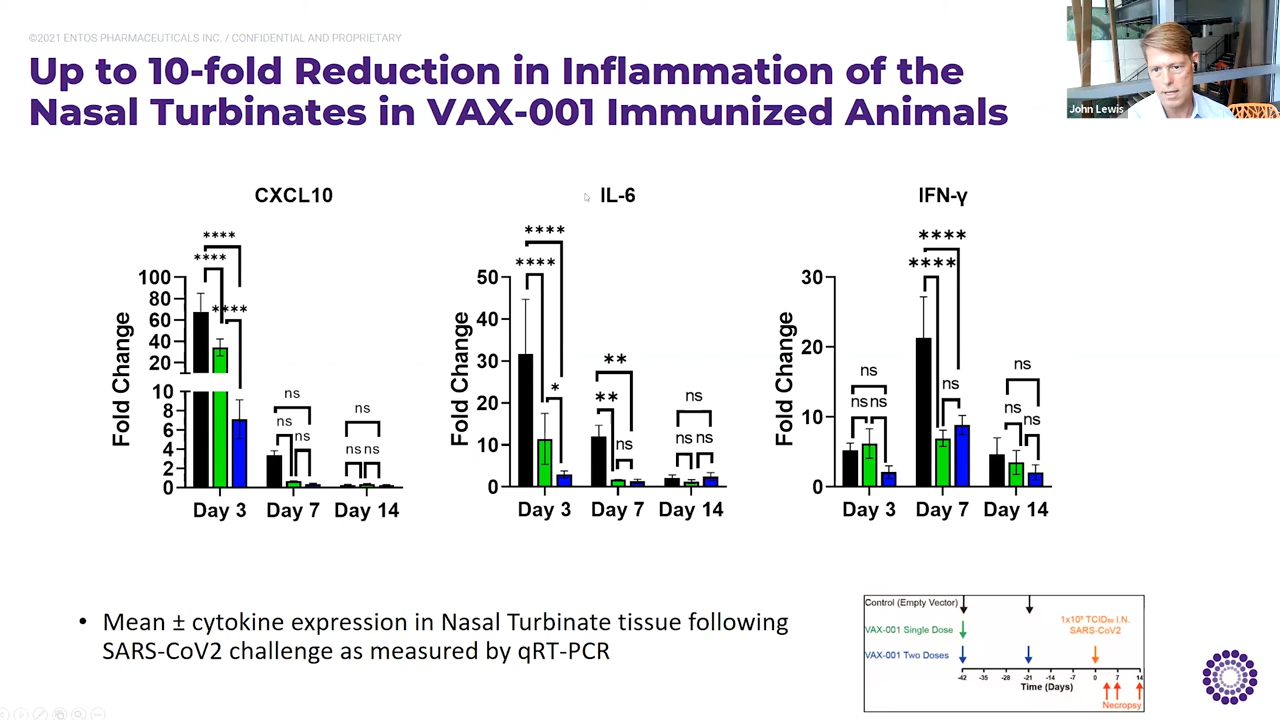 ©2021 ENTOS PHARMACEUTICALS INC. / CONFIDENTIAL AND PROPRIETARY
Up to 10-fold Reduction in Inflammation of the
Nasal Turbinates in VAX-001 Immunized Animals
John Lewis
CXCL10
Fold Change
100
80
60
40
20
10
8
6
4
2
0
****
****
****
ns
ns
ns
ns
ns ns
Day 3 Day 7 Day 14
IL-6
Fold Change
50
40
30
20
10
0
****
****
*
**
**
ns
ns
ns ns
Day 3 Day 7 Day 14
IFN-γ
Fold Change
30
20
10
0
ns
ns ns
****
****
ns
ns
ns
ns
Day 3 Day 7 Day 14
• Mean ± cytokine expression in Nasal Turbinate tissue following
SARS-CoV2 challenge as measured by qRT-PCR
Control (Empty Vector)
VAX-001 Single Dose
VAX-001 Two Doses
1x10⁵ TCID₅₀ I.N.
SARS-CoV2
-42 -35 -28 -21 -14 -7 0 7 14
Time (Days)
Necropsy